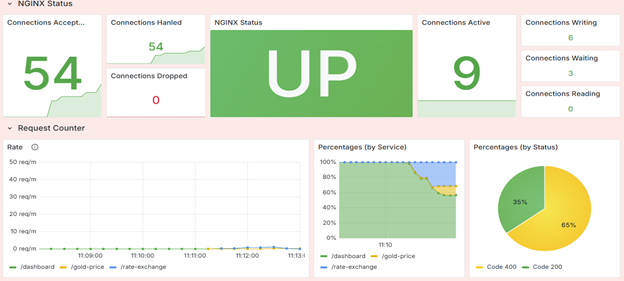 NGINX Status
Connections Accept...
54
Connections Hanled
54
Connections Dropped
0
NGINX Status
UP
Connections Active
9
Connections Writing
6
Connections Waiting
3
Connections Reading
0
Request Counter
Rate
50 req/m
40 req/m
30 req/m
20 req/m
10 req/m
0 req/m
11:09:00
11:10:00
11:11:00
11:12:00
11:13:0
/dashboard
/gold-price
/rate-exchange
Percentages (by Service)
100%
80%
60%
40%
20%
0%
11:10
/dashboard
/gold-price
/rate-exchange
Percentages (by Status)
35%
65%
Code 400
Code 200